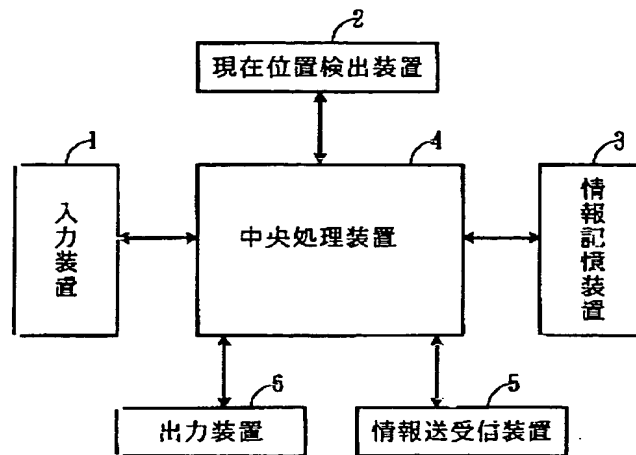 2
現在位置検出装置
1
4
3
入力装置
中央処理装置
情報記憶装置
6
5
出力装置
情報送受信装置